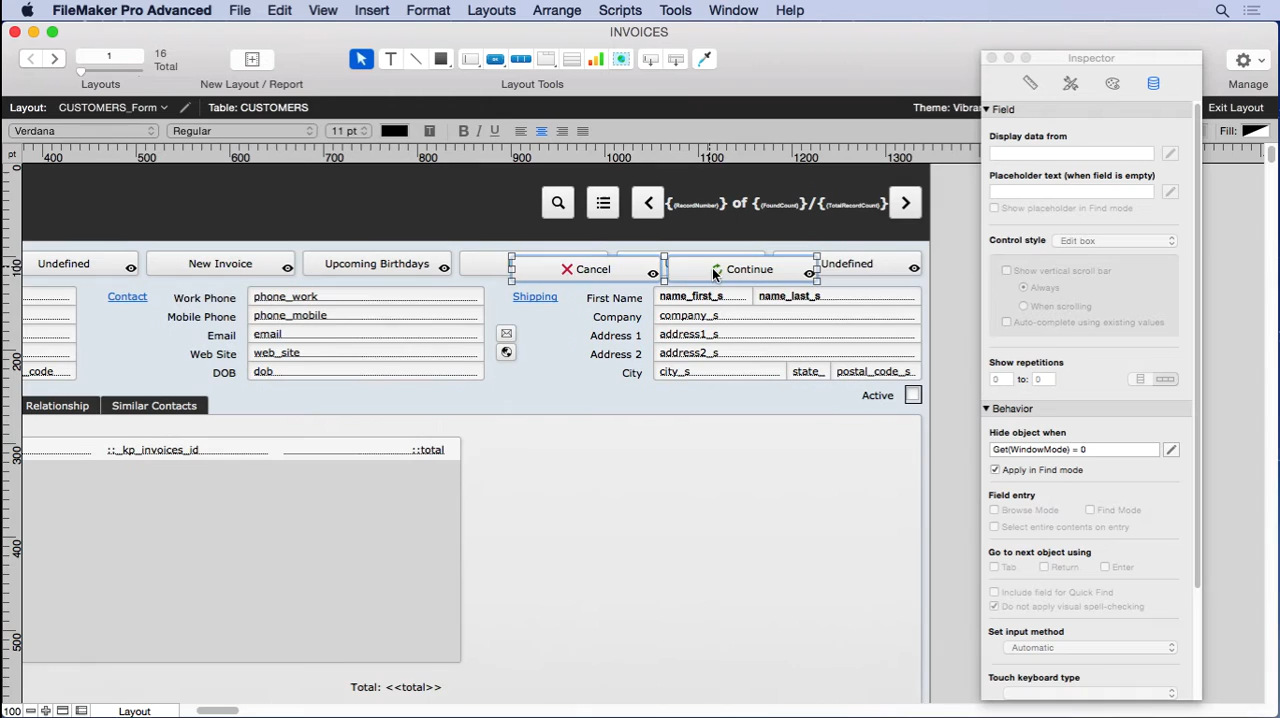 FileMaker Pro Advanced File Edit View Insert Format Layouts Arrange Scripts Tools Window Help
INVOICES
1
16
Total
Layouts
New Layout / Report
Layout Tools
Manage
Layout: CUSTOMERS_Form
Table: CUSTOMERS
Theme: Vibran
Exit Layout
Verdana
Regular
11 pt
B I U
Fill:
pt
400 500 600 700 800 900 1000 1100 1200 1300
100
200
300
400
500
{{RecordNumber}} of {{FoundCount}}/{{TotalRecordCount}}
Undefined
New Invoice
Upcoming Birthdays
Cancel
Continue
Undefined
Contact
Work Phone
phone_work
Mobile Phone
phone_mobile
Email
email
Web Site
web_site
DOB
dob
_code
Shipping
First Name
name_first_s
name_last_s
Company
company_s
Address 1
address1_s
Address 2
address2_s
City
city_s
state_
postal_code_s
Active
Relationship
Similar Contacts
::_kp_invoices_id
::total
Total: <<total>>
100
Layout
Inspector
Field
Display data from
Placeholder text (when field is empty)
Show placeholder in Find mode
Control style
Edit box
Show vertical scroll bar
Always
When scrolling
Auto-complete using existing values
Show repetitions
0 to: 0
Behavior
Hide object when
Get(WindowMode) = 0
Apply in Find mode
Field entry
Browse Mode
Find Mode
Select entire contents on entry
Go to next object using
Tab
Return
Enter
Include field for Quick Find
Do not apply visual spell-checking
Set input method
Automatic
Touch keyboard type